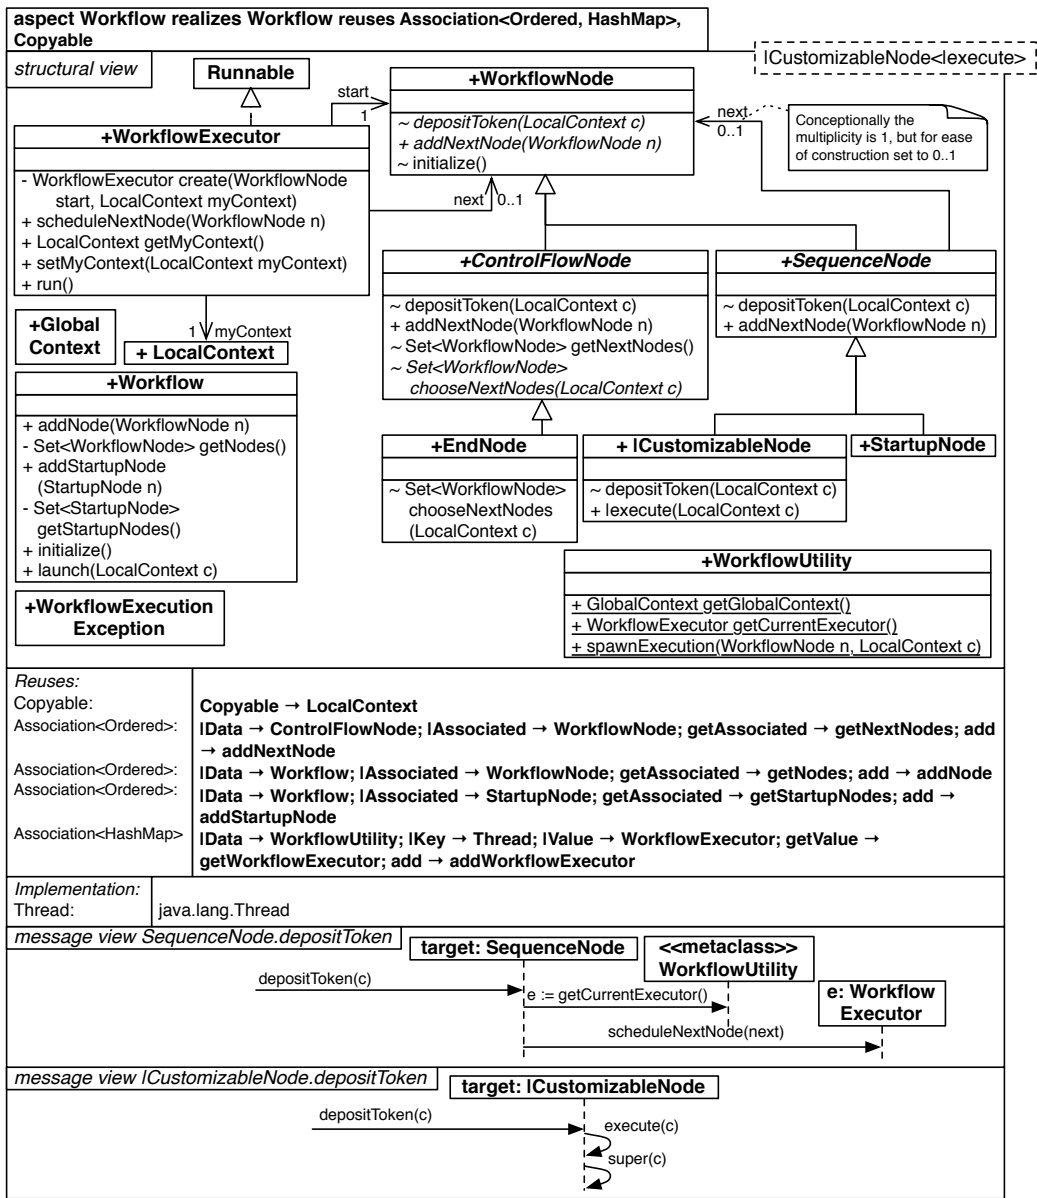 aspect Workflow realizes Workflow reuses Association<Ordered, HashMap>,
Copyable
structural view
|CustomizableNode<|execute>
Runnable
+WorkflowNode
~ depositToken(LocalContext c)
+ addNextNode(WorkflowNode n)
~ initialize()
start
1
next
0..1
Conceptionally the
multiplicity is 1, but for ease
of construction set to 0..1
+WorkflowExecutor
- WorkflowExecutor create(WorkflowNode
start, LocalContext myContext)
+ scheduleNextNode(WorkflowNode n)
+ LocalContext getMyContext()
+ setMyContext(LocalContext myContext)
+ run()
next 0..1
+ControlFlowNode
~ depositToken(LocalContext c)
+ addNextNode(WorkflowNode n)
~ Set<WorkflowNode> getNextNodes()
~ Set<WorkflowNode>
chooseNextNodes(LocalContext c)
+SequenceNode
~ depositToken(LocalContext c)
+ addNextNode(WorkflowNode n)
+Global
Context
1 myContext
+ LocalContext
+Workflow
+ addNode(WorkflowNode n)
- Set<WorkflowNode> getNodes()
+ addStartupNode
(StartupNode n)
- Set<StartupNode>
getStartupNodes()
+ initialize()
+ launch(LocalContext c)
+EndNode
~ Set<WorkflowNode>
chooseNextNodes
(LocalContext c)
+ |CustomizableNode
~ depositToken(LocalContext c)
+ |execute(LocalContext c)
+StartupNode
+WorkflowExecution
Exception
+WorkflowUtility
+ GlobalContext getGlobalContext()
+ WorkflowExecutor getCurrentExecutor()
+ spawnExecution(WorkflowNode n, LocalContext c)
Reuses:
Copyable: Copyable → LocalContext
Association<Ordered>: |Data → ControlFlowNode; |Associated → WorkflowNode; getAssociated → getNextNodes; add
→ addNextNode
Association<Ordered>: |Data → Workflow; |Associated → WorkflowNode; getAssociated → getNodes; add → addNode
Association<Ordered>: |Data → Workflow; |Associated → StartupNode; getAssociated → getStartupNodes; add →
addStartupNode
Association<HashMap> |Data → WorkflowUtility; |Key → Thread; |Value → WorkflowExecutor; getValue →
getWorkflowExecutor; add → addWorkflowExecutor
Implementation:
Thread: java.lang.Thread
message view SequenceNode.depositToken
target: SequenceNode
<<metaclass>>
WorkflowUtility
depositToken(c)
e := getCurrentExecutor()
e: Workflow
Executor
scheduleNextNode(next)
message view |CustomizableNode.depositToken
target: |CustomizableNode
depositToken(c)
execute(c)
super(c)